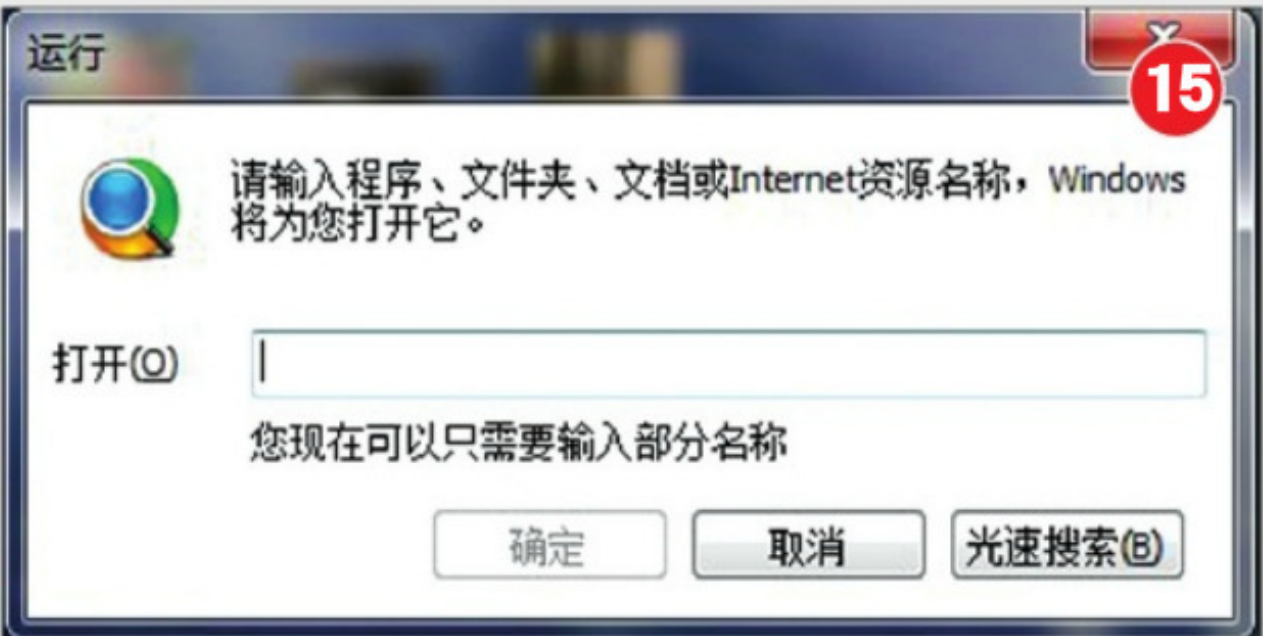 运行
15
请输入程序、文件夹、文档或Internet资源名称，Windows
将为您打开它。
打开(O)
您现在可以只需要输入部分名称
确定
取消
光速搜索(B)